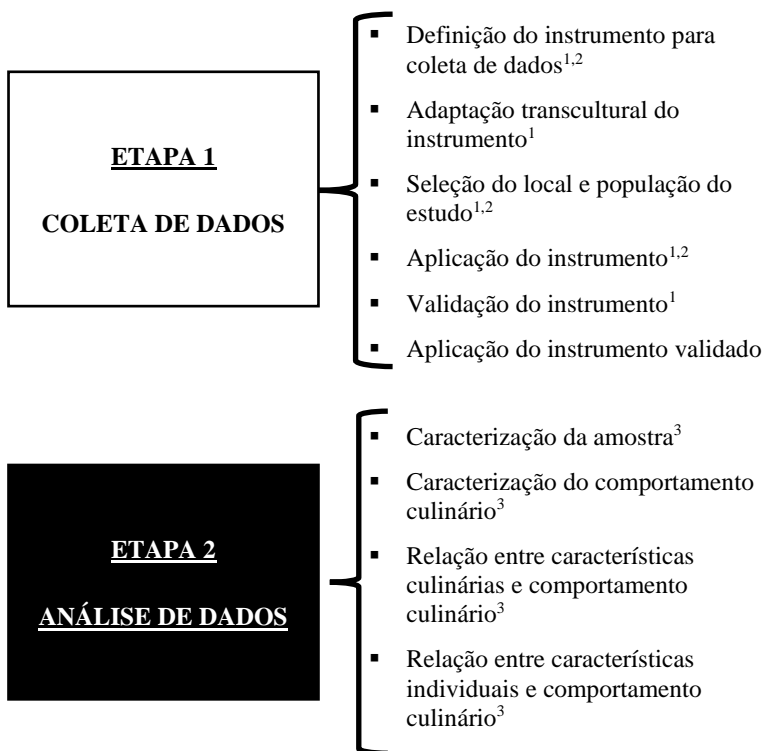 ETAPA 1
COLETA DE DADOS
▪ Definição do instrumento para
coleta de dados¹,²
▪ Adaptação transcultural do
instrumento¹
▪ Seleção do local e população do
estudo¹,²
▪ Aplicação do instrumento¹,²
▪ Validação do instrumento¹
▪ Aplicação do instrumento validado
ETAPA 2
ANÁLISE DE DADOS
▪ Caracterização da amostra³
▪ Caracterização do comportamento
culinário³
▪ Relação entre características
culinárias e comportamento
culinário³
▪ Relação entre características
individuais e comportamento
culinário³